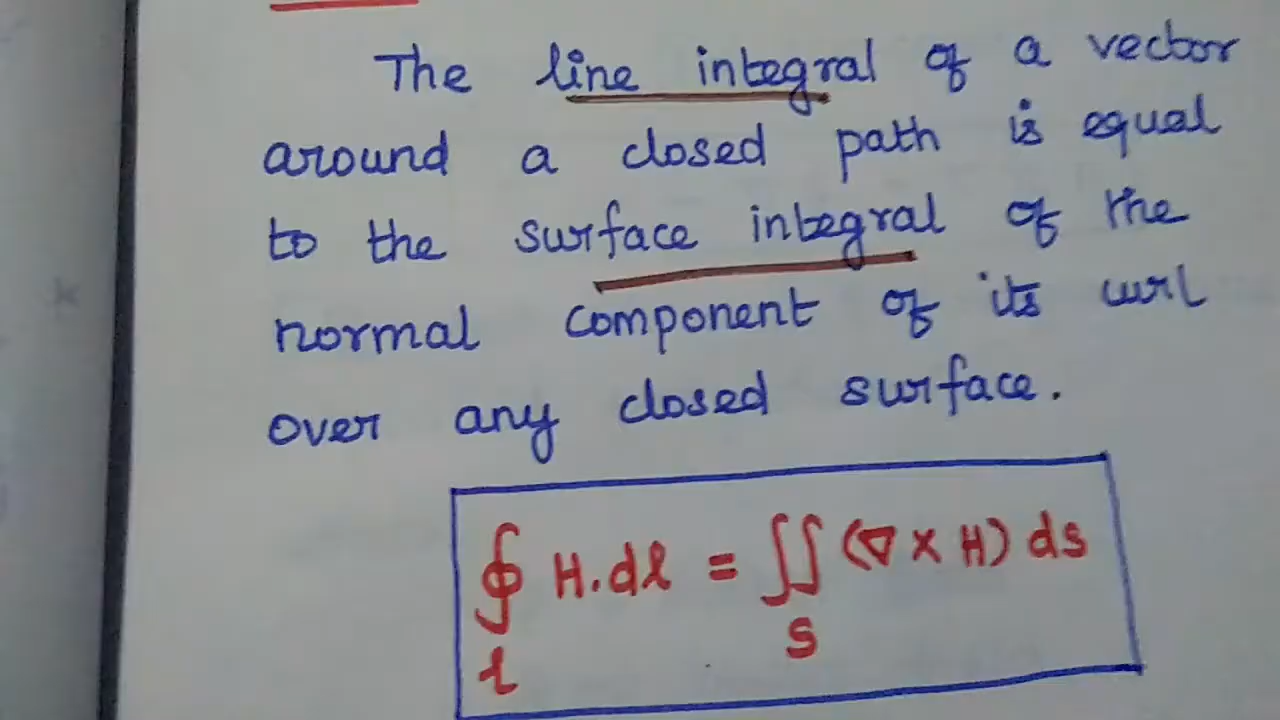 The line integral of a vector
around a closed path is equal
to the surface integral of the
normal component of its curl
over any closed surface.
∮ H.dl = ∬ (∇ X H) ds
l S